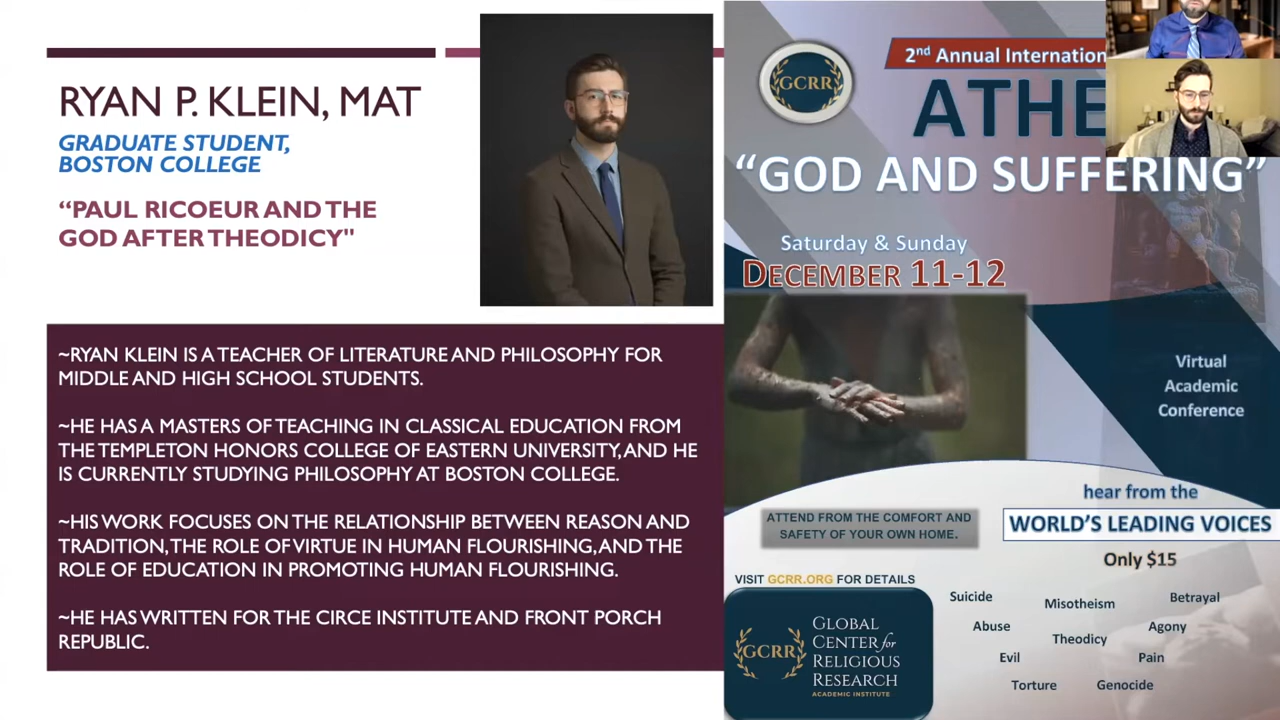 RYAN P. KLEIN, MAT
GRADUATE STUDENT,
BOSTON COLLEGE
“PAUL RICOEUR AND THE
GOD AFTER THEODICY"
~RYAN KLEIN IS A TEACHER OF LITERATURE AND PHILOSOPHY FOR
MIDDLE AND HIGH SCHOOL STUDENTS.
~HE HAS A MASTERS OF TEACHING IN CLASSICAL EDUCATION FROM
THE TEMPLETON HONORS COLLEGE OF EASTERN UNIVERSITY, AND HE
IS CURRENTLY STUDYING PHILOSOPHY AT BOSTON COLLEGE.
~HIS WORK FOCUSES ON THE RELATIONSHIP BETWEEN REASON AND
TRADITION, THE ROLE OF VIRTUE IN HUMAN FLOURISHING, AND THE
ROLE OF EDUCATION IN PROMOTING HUMAN FLOURISHING.
~HE HAS WRITTEN FOR THE CIRCE INSTITUTE AND FRONT PORCH
REPUBLIC.
GCRR
2nd Annual Internation
ATHE
“GOD AND SUFFERING”
Saturday & Sunday
DECEMBER 11-12
Virtual
Academic
Conference
hear from the
WORLD’S LEADING VOICES
Only $15
ATTEND FROM THE COMFORT AND
SAFETY OF YOUR OWN HOME.
VISIT GCRR.ORG FOR DETAILS
GCRR
GLOBAL
CENTER for
RELIGIOUS
RESEARCH
ACADEMIC INSTITUTE
Suicide
Misotheism
Betrayal
Abuse
Theodicy
Agony
Evil
Pain
Torture
Genocide